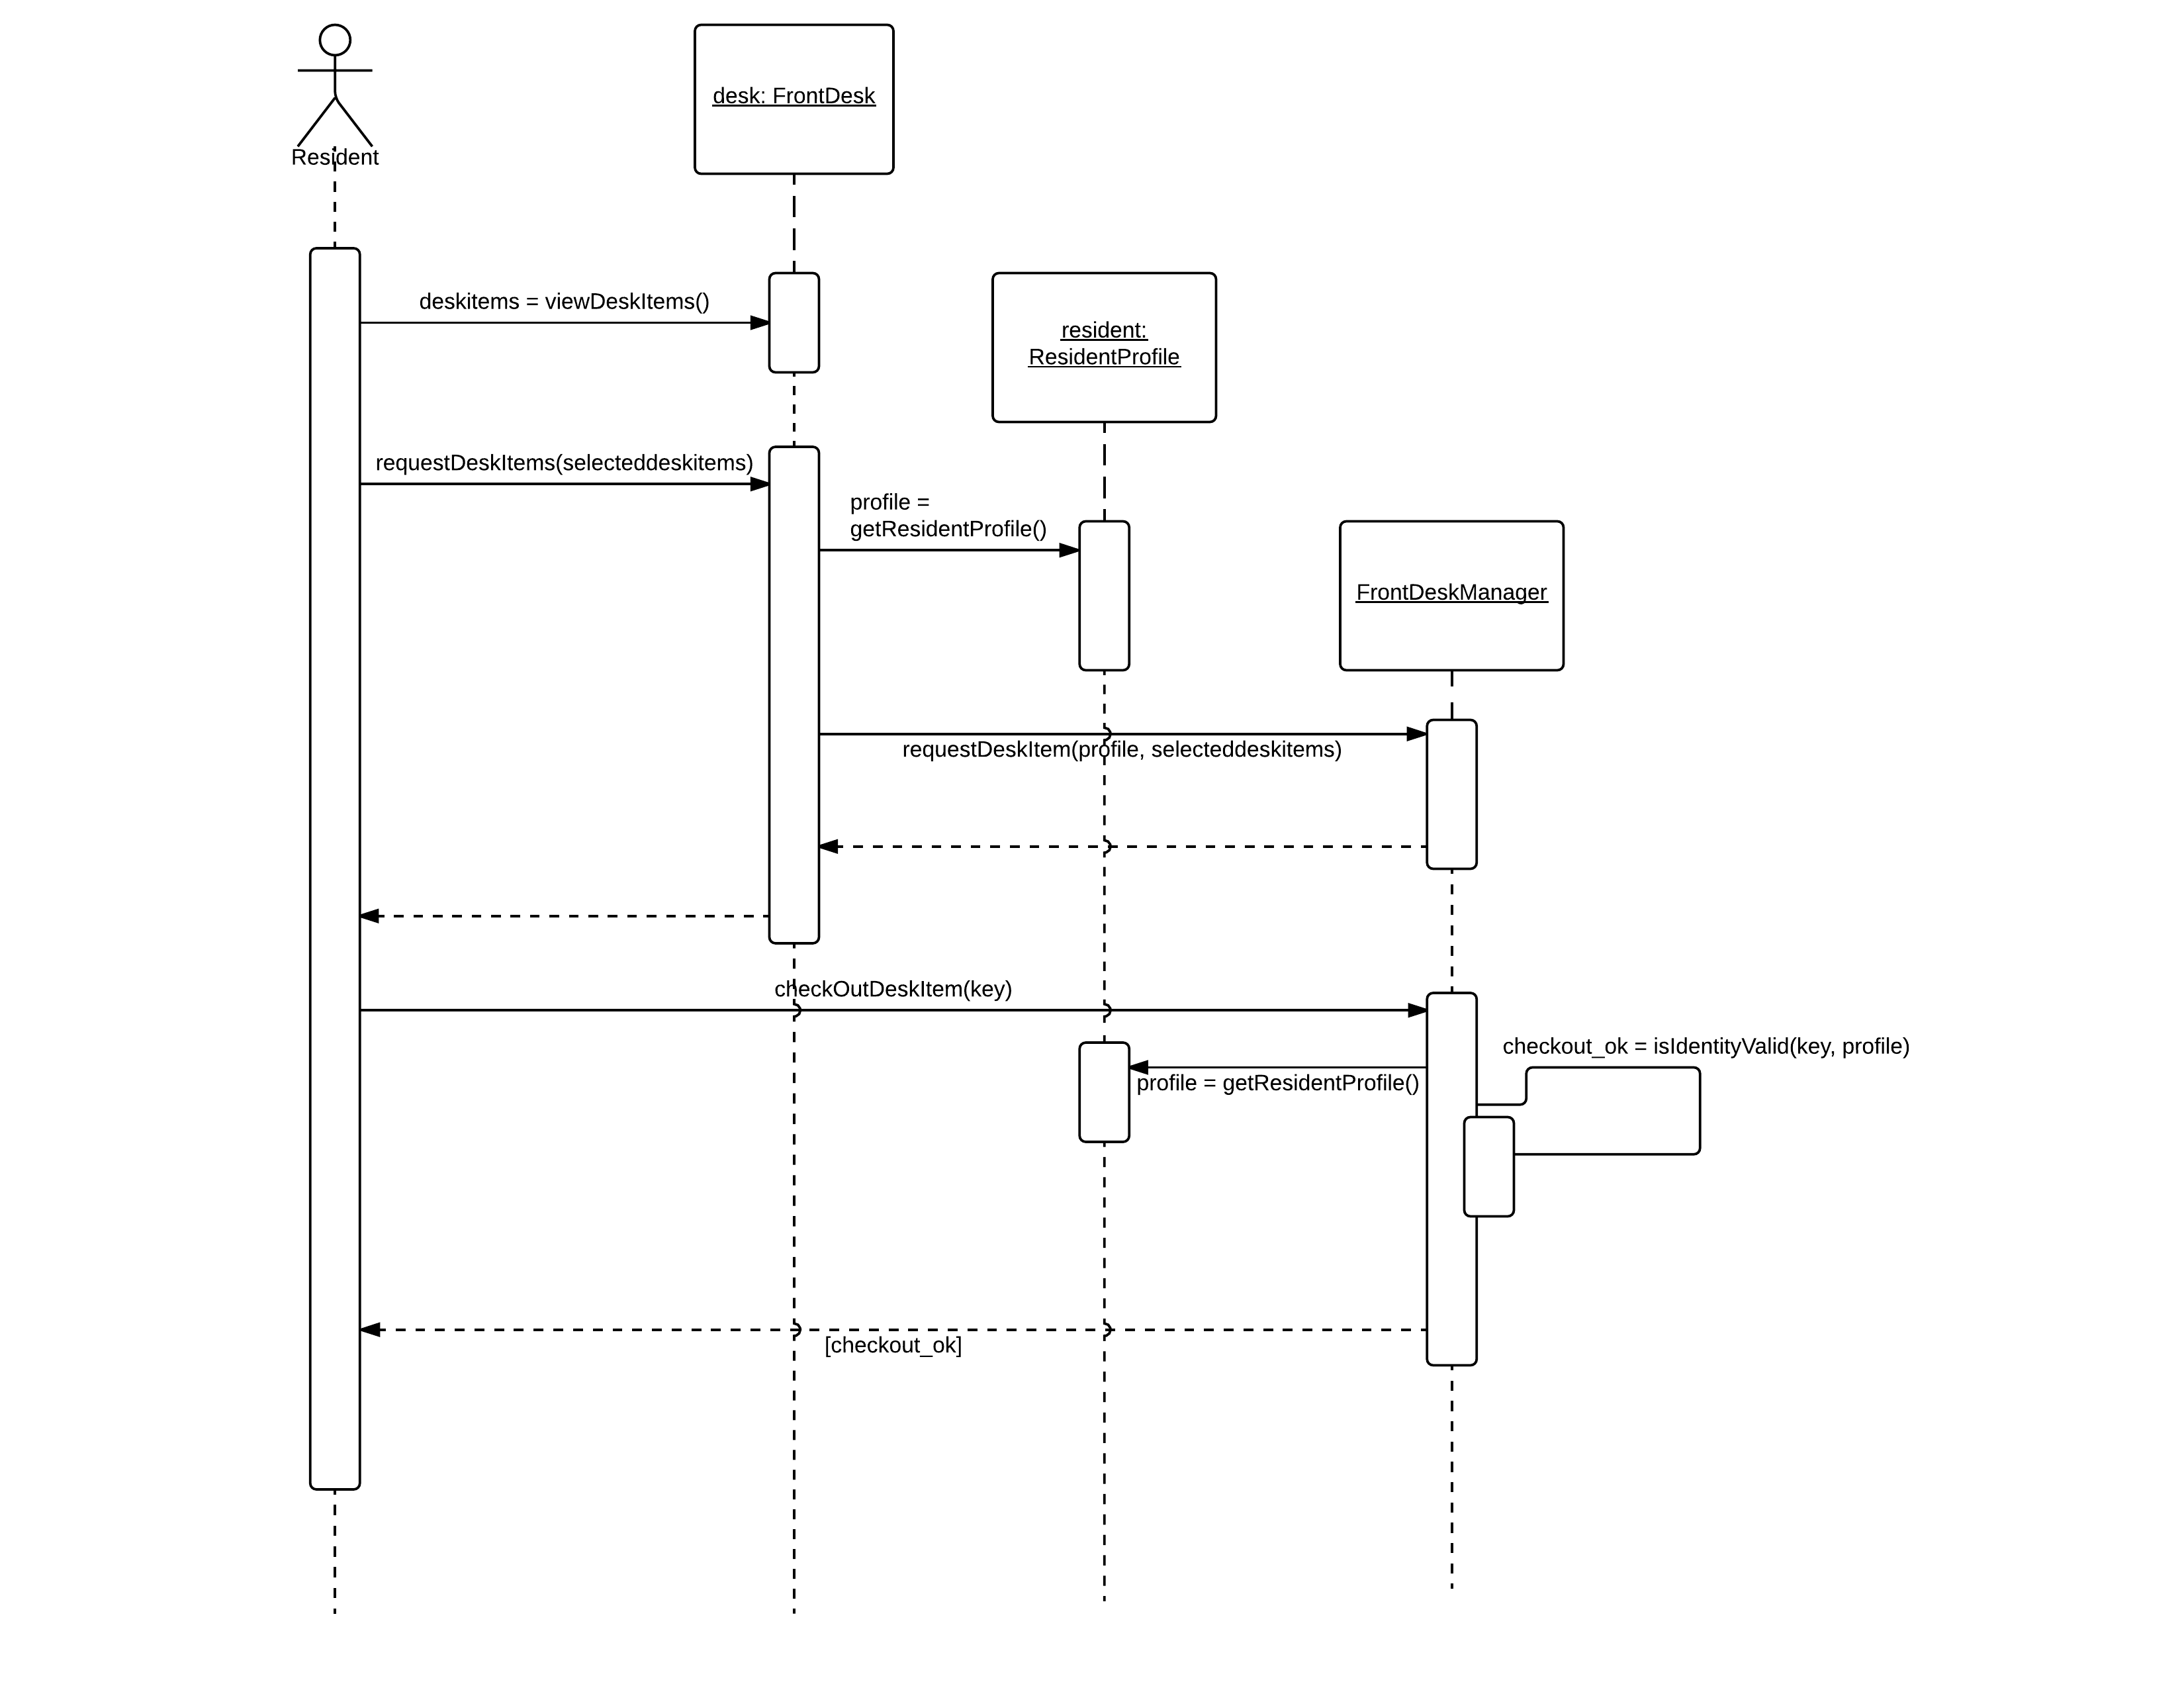 desk: FrontDesk
Resident
deskitems = viewDeskItems()
resident:
ResidentProfile
requestDeskItems(selecteddeskitems)
profile =
getResidentProfile()
FrontDeskManager
requestDeskItem(profile, selecteddeskitems)
checkOutDeskItem(key)
checkout_ok = isIdentityValid(key, profile)
profile = getResidentProfile()
[checkout_ok]